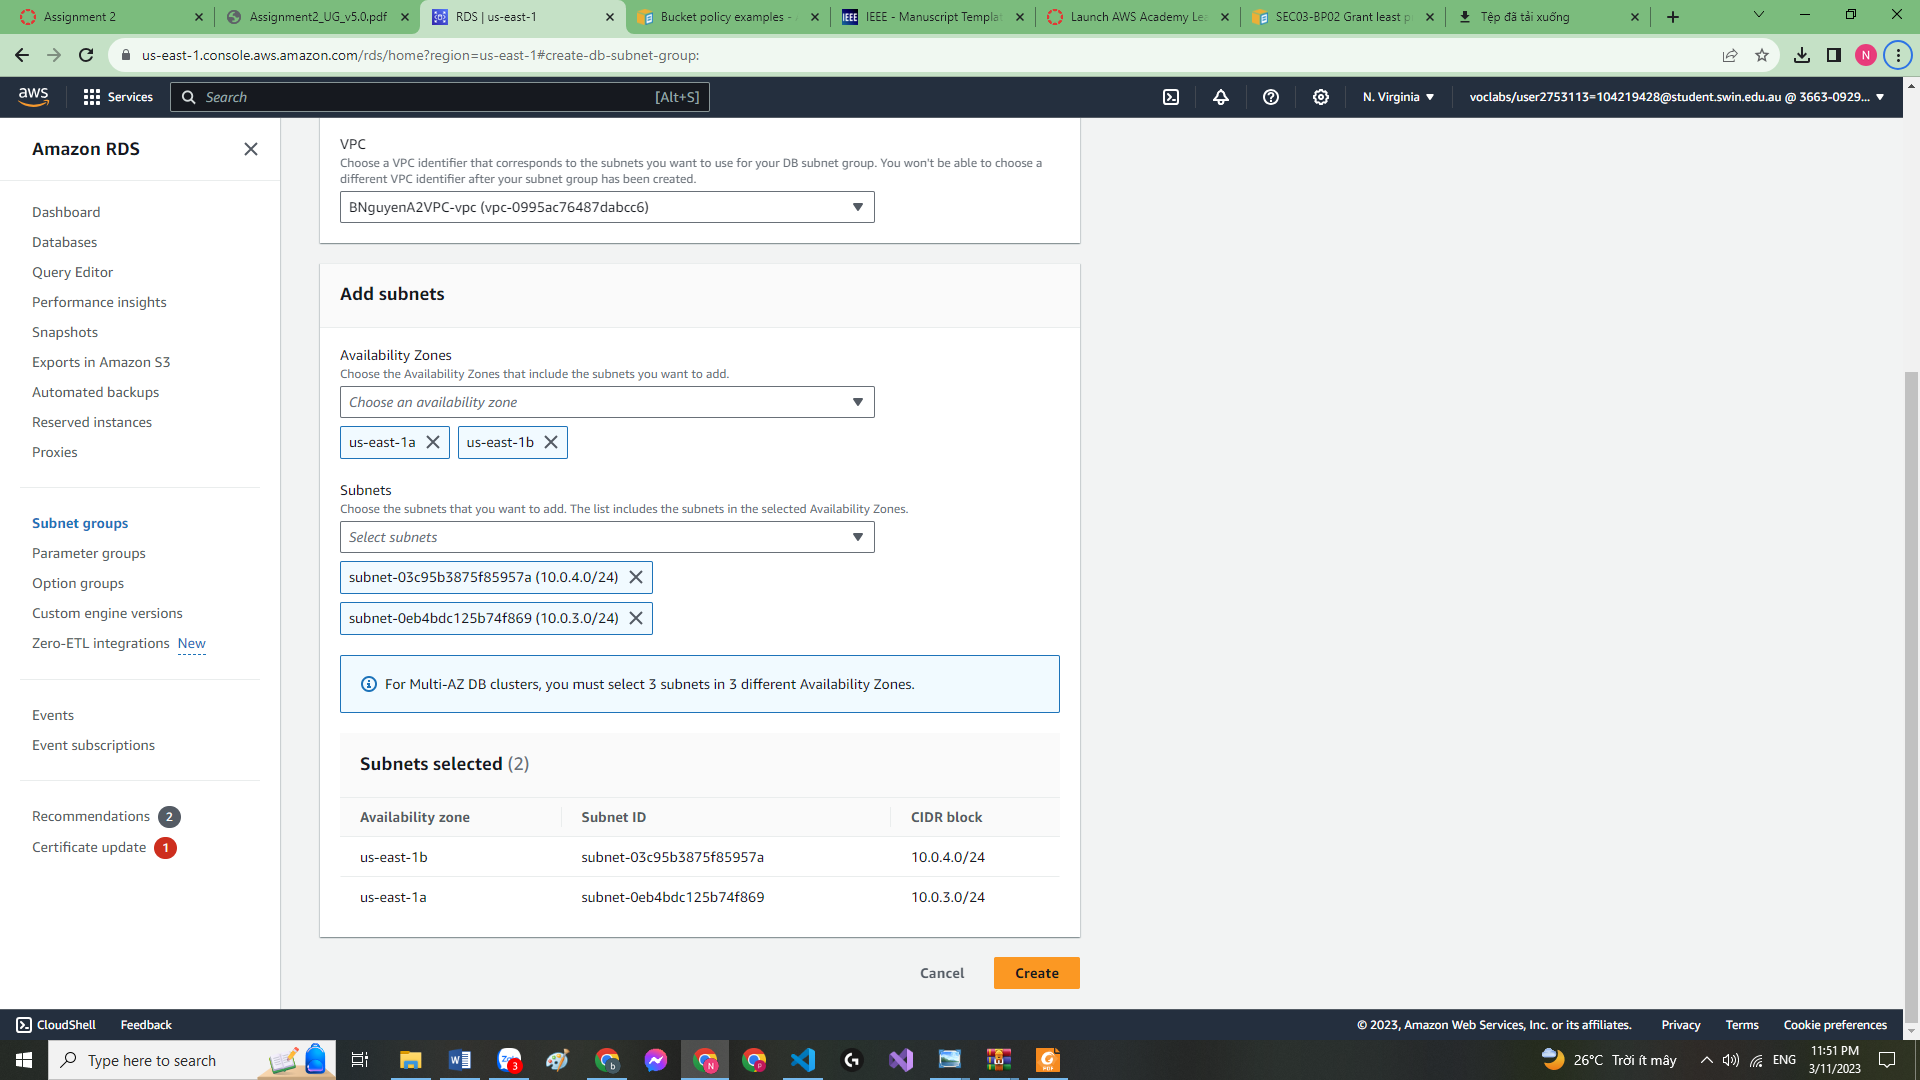 Assignment 2
Assignment2_UG_v5.0.pdf
RDS | us-east-1
Bucket policy examples -
IEEE - Manuscript Templat
Launch AWS Academy Le
SEC03-BP02 Grant least p
Tệp đã tải xuống
us-east-1.console.aws.amazon.com/rds/home?region=us-east-1#create-db-subnet-group:
N
aws
Services
Search
[Alt+S]
N. Virginia
voclabs/user2753113=104219428@student.swin.edu.au @ 3663-0929...
Amazon RDS
Dashboard
Databases
Query Editor
Performance insights
Snapshots
Exports in Amazon S3
Automated backups
Reserved instances
Proxies
Subnet groups
Parameter groups
Option groups
Custom engine versions
Zero-ETL integrations New
Events
Event subscriptions
Recommendations 2
Certificate update 1
VPC
Choose a VPC identifier that corresponds to the subnets you want to use for your DB subnet group. You won't be able to choose a
different VPC identifier after your subnet group has been created.
BNguyenA2VPC-vpc (vpc-0995ac76487dabcc6)
Add subnets
Availability Zones
Choose the Availability Zones that include the subnets you want to add.
Choose an availability zone
us-east-1a
us-east-1b
Subnets
Choose the subnets that you want to add. The list includes the subnets in the selected Availability Zones.
Select subnets
subnet-03c95b3875f85957a (10.0.4.0/24)
subnet-0eb4bdc125b74f869 (10.0.3.0/24)
For Multi-AZ DB clusters, you must select 3 subnets in 3 different Availability Zones.
Subnets selected (2)
Availability zone Subnet ID CIDR block
us-east-1b subnet-03c95b3875f85957a 10.0.4.0/24
us-east-1a subnet-0eb4bdc125b74f869 10.0.3.0/24
Cancel
Create
CloudShell
Feedback
© 2023, Amazon Web Services, Inc. or its affiliates.
Privacy
Terms
Cookie preferences
Type here to search
26°C Trời ít mây
ENG
11:51 PM
3/11/2023